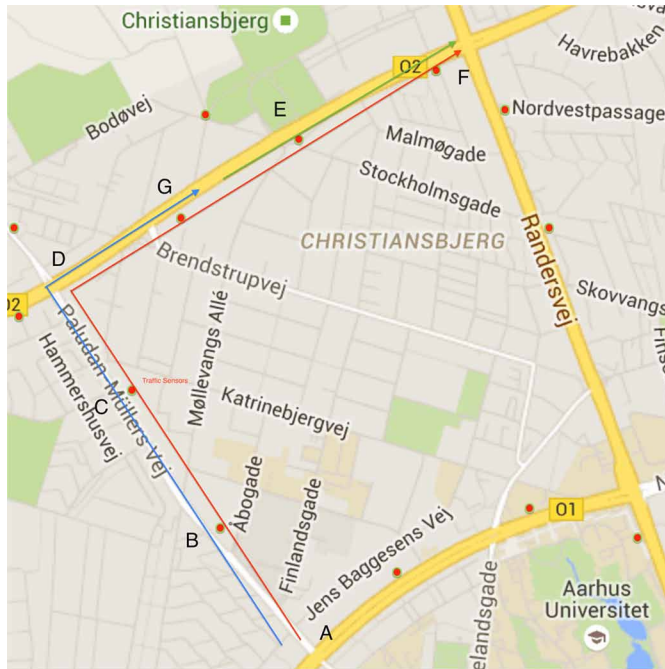 Christiansbjerg
O2
F
Havrebakken
E
Bodøvej
Nordvestpassage
Malmøgade
Stockholmsgade
G
CHRISTIANSBJERG
Randersvej
D
Brendstrupvej
Skovvangs
O2
Paludan Müllers Vej
Hammershusvej
Møllevangs Allé
Traffic Sensors
C
Katrinebjergvej
Åbogade
Finlandsgade
B
Jens Baggesens Vej
O1
N
elandsgade
Aarhus
Universitet
A